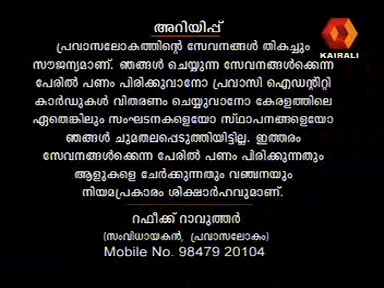 അറിയിപ്പ്
KAIRALI
പ്രവാസലോകത്തിന്റെ സേവനങ്ങൾ തികച്ചും
സൗജന്യമാണ്. ഞങ്ങൾ ചെയ്യുന്ന സേവനങ്ങൾക്കെന്ന
പേരിൽ പണം പിരിക്കുവാനോ പ്രവാസി ഐഡന്റിറ്റി
കാർഡുകൾ വിതരണം ചെയ്യുവാനോ കേരളത്തിലെ
ഏതെങ്കിലും സംഘടനകളെയോ സ്ഥാപനങ്ങളെയോ
ഞങ്ങൾ ചുമതലപ്പെടുത്തിയിട്ടില്ല. ഇത്തരം
സേവനങ്ങൾക്കെന്ന പേരിൽ പണം പിരിക്കുന്നതും
ആളുകളെ ചേർക്കുന്നതും വഞ്ചനയും
നിയമപ്രകാരം ശിക്ഷാർഹവുമാണ്.
റഫീക്ക് റാവുത്തർ
(സംവിധായകൻ, പ്രവാസലോകം)
Mobile No. 98479 20104